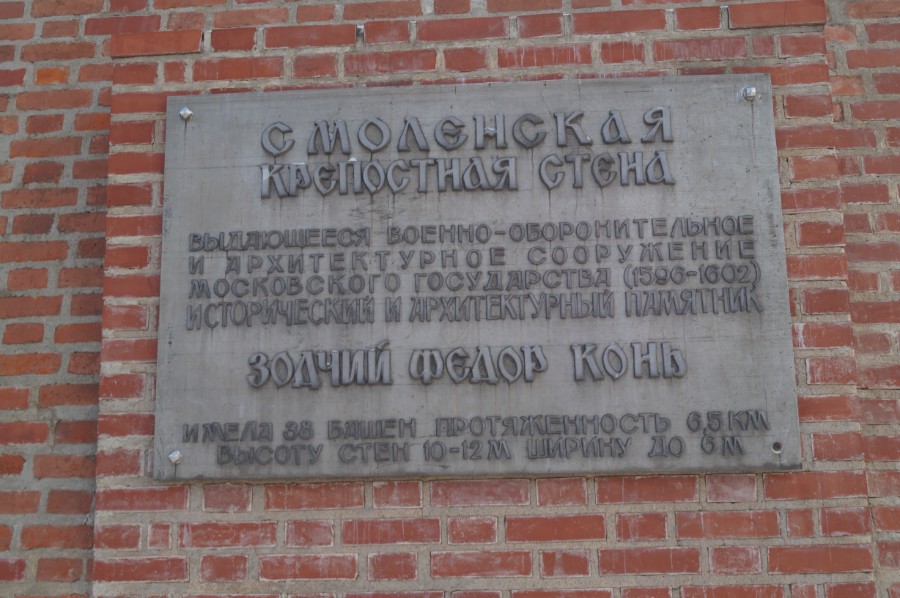 СМОЛЕНСКАЯ
КРЕПОСТНАЯ СТЕНА
ВЫДАЮЩЕЕСЯ ВОЕННО-ОБОРОНИТЕЛЬНОЕ
И АРХИТЕКТУРНОЕ СООРУЖЕНИЕ
МОСКОВСКОГО ГОСУДАРСТВА (1596-1602)
ИСТОРИЧЕСКИЙ И АРХИТЕКТУРНЫЙ ПАМЯТНИК
ЗОДЧИЙ ФЕДОР КОНЬ
ИМЕЛА 38 БАШЕН ПРОТЯЖЕННОСТЬ 6,5 КМ
ВЫСОТУ СТЕН 10-12 М ШИРИНУ ДО 6 М